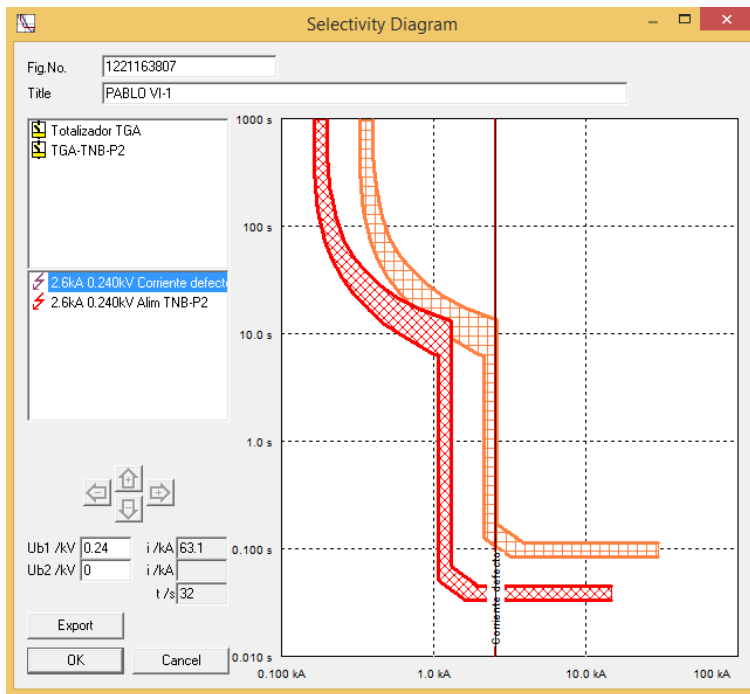 Selectivity Diagram
Fig.No. 1221163807
Title PABLO VI-1
Totalizador TGA
TGA-TNB-P2
2.6kA 0.240kV Corriente defecto
2.6kA 0.240kV Alim TNB-P2
Ub1 /kV 0.24 i /kA 63.1
Ub2 /kV 0 i /kA
t /s 32
Export
OK Cancel
1000 s
100 s
10.0 s
1.0 s
0.100 s
0.010 s
0.100 kA 1.0 kA 10.0 kA 100 kA
Corriente defecto